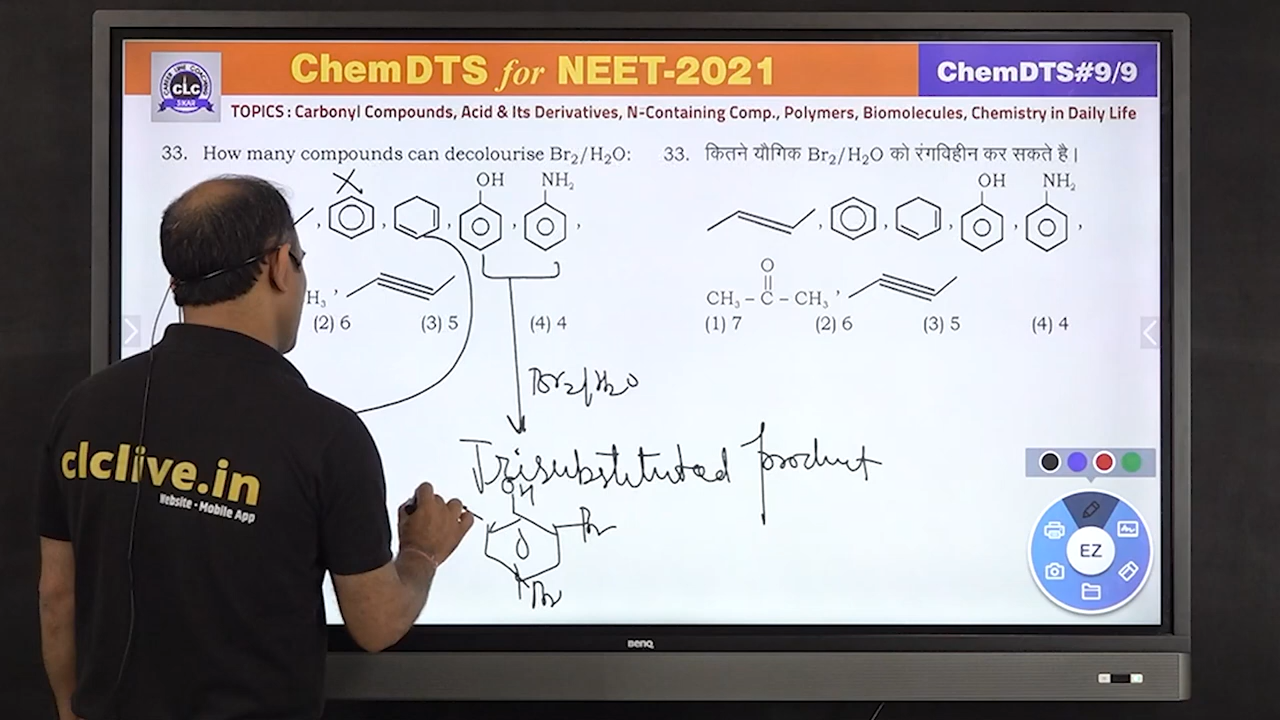 ChemDTS for NEET-2021
ChemDTS#9/9
CLC
SIKAR
TOPICS : Carbonyl Compounds, Acid & Its Derivatives, N-Containing Comp., Polymers, Biomolecules, Chemistry in Daily Life
33. How many compounds can decolourise Br₂/H₂O:
OH NH₂
, , , , ,
H₃ ,
(2) 6 (3) 5 (4) 4
Br₂/H₂O
Trisubstituted product
OH
Br
Br
33. कितने यौगिक Br₂/H₂O को रंगविहीन कर सकते है।
OH NH₂
, , , , ,
O
CH₃ – C – CH₃ ,
(1) 7 (2) 6 (3) 5 (4) 4
EZ
clclive.in
Website - Mobile App
BenQ